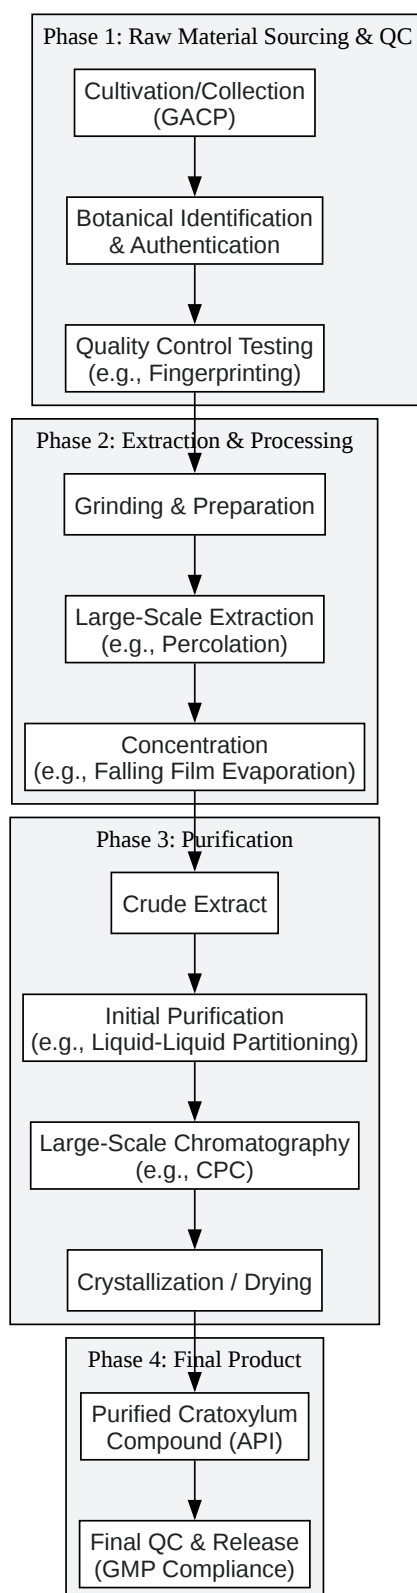 Phase 1: Raw Material Sourcing & QC
Cultivation/Collection
(GACP)
Botanical Identification
& Authentication
Quality Control Testing
(e.g., Fingerprinting)
Phase 2: Extraction & Processing
Grinding & Preparation
Large-Scale Extraction
(e.g., Percolation)
Concentration
(e.g., Falling Film Evaporation)
Phase 3: Purification
Crude Extract
Initial Purification
(e.g., Liquid-Liquid Partitioning)
Large-Scale Chromatography
(e.g., CPC)
Crystallization / Drying
Phase 4: Final Product
Purified Cratoxylum
Compound (API)
Final QC & Release
(GMP Compliance)